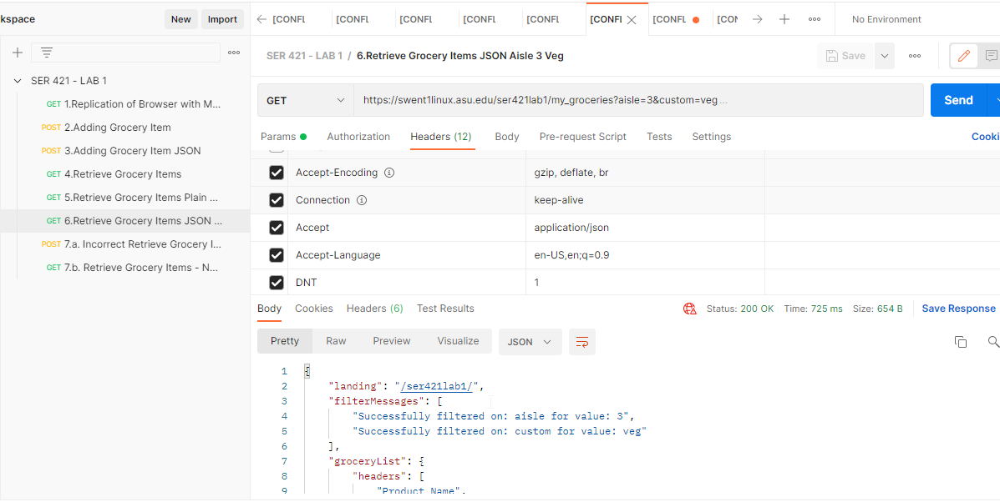 kspace New Import
[CONFL [CONFL [CONFL [CONFL [CONFL [CONFL [CONFL [CON No Environment
SER 421 - LAB 1 / 6.Retrieve Grocery Items JSON Aisle 3 Veg Save
SER 421 - LAB 1
GET 1.Replication of Browser with M...
POST 2.Adding Grocery Item
POST 3.Adding Grocery Item JSON
GET 4.Retrieve Grocery Items
GET 5.Retrieve Grocery Items Plain ...
GET 6.Retrieve Grocery Items JSON ...
POST 7.a. Incorrect Retrieve Grocery I...
GET 7.b. Retrieve Grocery Items - N...
GET https://swent1linux.asu.edu/ser421lab1/my_groceries?aisle=3&custom=veg ... Send
Params Authorization Headers (12) Body Pre-request Script Tests Settings Cooki
Accept-Encoding gzip, deflate, br
Connection keep-alive
Accept application/json
Accept-Language en-US,en;q=0.9
DNT 1
Body Cookies Headers (6) Test Results Status: 200 OK Time: 725 ms Size: 654 B Save Response
Pretty Raw Preview Visualize JSON
1 {
2 "landing": "/ser421lab1/",
3 "filterMessages": [
4 "Successfully filtered on: aisle for value: 3",
5 "Successfully filtered on: custom for value: veg"
6 ],
7 "groceryList": {
8 "headers": [
9 "Product Name",